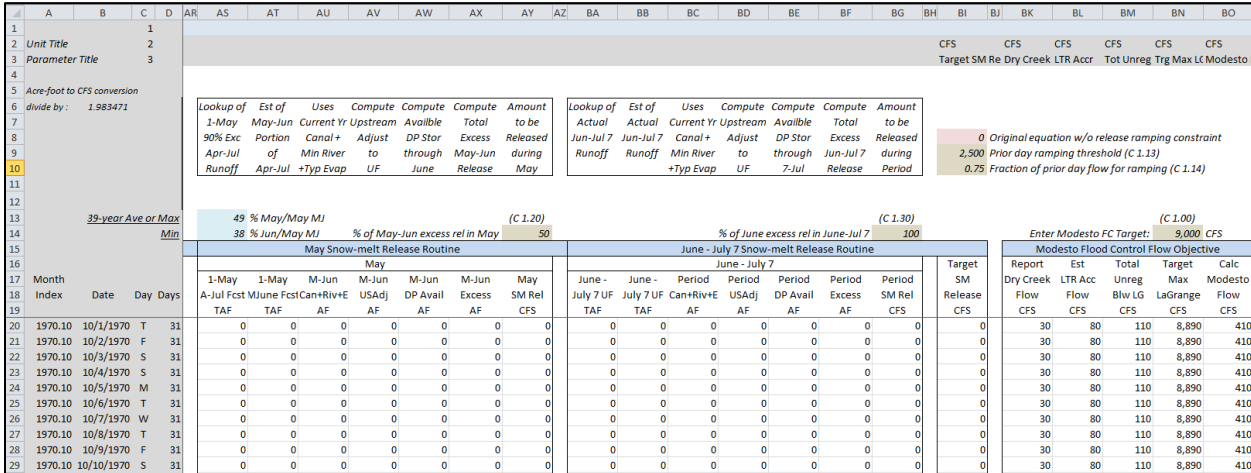 A B C D AR AS AT AU AV AW AX AY AZ BA BB BC BD BE BF BG BH BI BJ BK BL BM BN BO
1 1
2 Unit Title 2 CFS CFS CFS CFS CFS CFS
3 Parameter Title 3 Target SM Re Dry Creek LTR Accr Tot Unreg Trg Max LC Modesto
4
5 Acre-foot to CFS conversion
6 divide by : 1.983471 Lookup of Est of Uses Compute Compute Compute Amount Lookup of Est of Uses Compute Compute Compute Amount
7 1-May May-Jun Current Yr Upstream Availble Total to be Actual Actual Current Yr Upstream Availble Total to be
8 90% Exc Portion Canal + Adjust DP Stor Excess Released Jun-Jul 7 Jun-Jul 7 Canal + Adjust DP Stor Excess Released 0 Original equation w/o release ramping constraint
9 Apr-Jul of Min River to through May-Jun during Runoff Runoff Min River to through Jun-Jul 7 during 2,500 Prior day ramping threshold (C 1.13)
10 Runoff Apr-Jul +Typ Evap UF June Release May +Typ Evap UF 7-Jul Release Period 0.75 Fraction of prior day flow for ramping (C 1.14)
11
12
13 39-year Ave or Max 49 % May/May MJ (C 1.20) (C 1.30) (C 1.00)
14 Min 38 % Jun/May MJ % of May-Jun excess rel in May 50 % of June excess rel in June-Jul 7 100 Enter Modesto FC Target: 9,000 CFS
15 May Snow-melt Release Routine June - July 7 Snow-melt Release Routine Modesto Flood Control Flow Objective
16 May June - July 7 Target Report Est Total Target Calc
17 Month 1-May 1-May M-Jun M-Jun M-Jun M-Jun May June - June - Period Period Period Period Period SM Dry Creek LTR Acc Unreg Max Modesto
18 Index Date Day Days A-Jul Fcst MJune Fcst Can+Riv+E USAdj DP Avail Excess SM Rel July 7 UF July 7 UF Can+Riv+E USAdj DP Avail Excess SM Rel Release Flow Flow Blw LG LaGrange Flow
19 TAF TAF AF AF AF AF CFS TAF TAF AF AF AF AF CFS CFS CFS CFS CFS CFS CFS
20 1970.10 10/1/1970 T 31 0 0 0 0 0 0 0 0 0 0 0 0 0 0 0 30 80 110 8,890 410
21 1970.10 10/2/1970 F 31 0 0 0 0 0 0 0 0 0 0 0 0 0 0 0 30 80 110 8,890 410
22 1970.10 10/3/1970 S 31 0 0 0 0 0 0 0 0 0 0 0 0 0 0 0 30 80 110 8,890 410
23 1970.10 10/4/1970 S 31 0 0 0 0 0 0 0 0 0 0 0 0 0 0 0 30 80 110 8,890 410
24 1970.10 10/5/1970 M 31 0 0 0 0 0 0 0 0 0 0 0 0 0 0 0 30 80 110 8,890 410
25 1970.10 10/6/1970 T 31 0 0 0 0 0 0 0 0 0 0 0 0 0 0 0 30 80 110 8,890 410
26 1970.10 10/7/1970 W 31 0 0 0 0 0 0 0 0 0 0 0 0 0 0 0 30 80 110 8,890 410
27 1970.10 10/8/1970 T 31 0 0 0 0 0 0 0 0 0 0 0 0 0 0 0 30 80 110 8,890 410
28 1970.10 10/9/1970 F 31 0 0 0 0 0 0 0 0 0 0 0 0 0 0 0 30 80 110 8,890 410
29 1970.10 10/10/1970 S 31 0 0 0 0 0 0 0 0 0 0 0 0 0 0 0 30 80 110 8,890 410